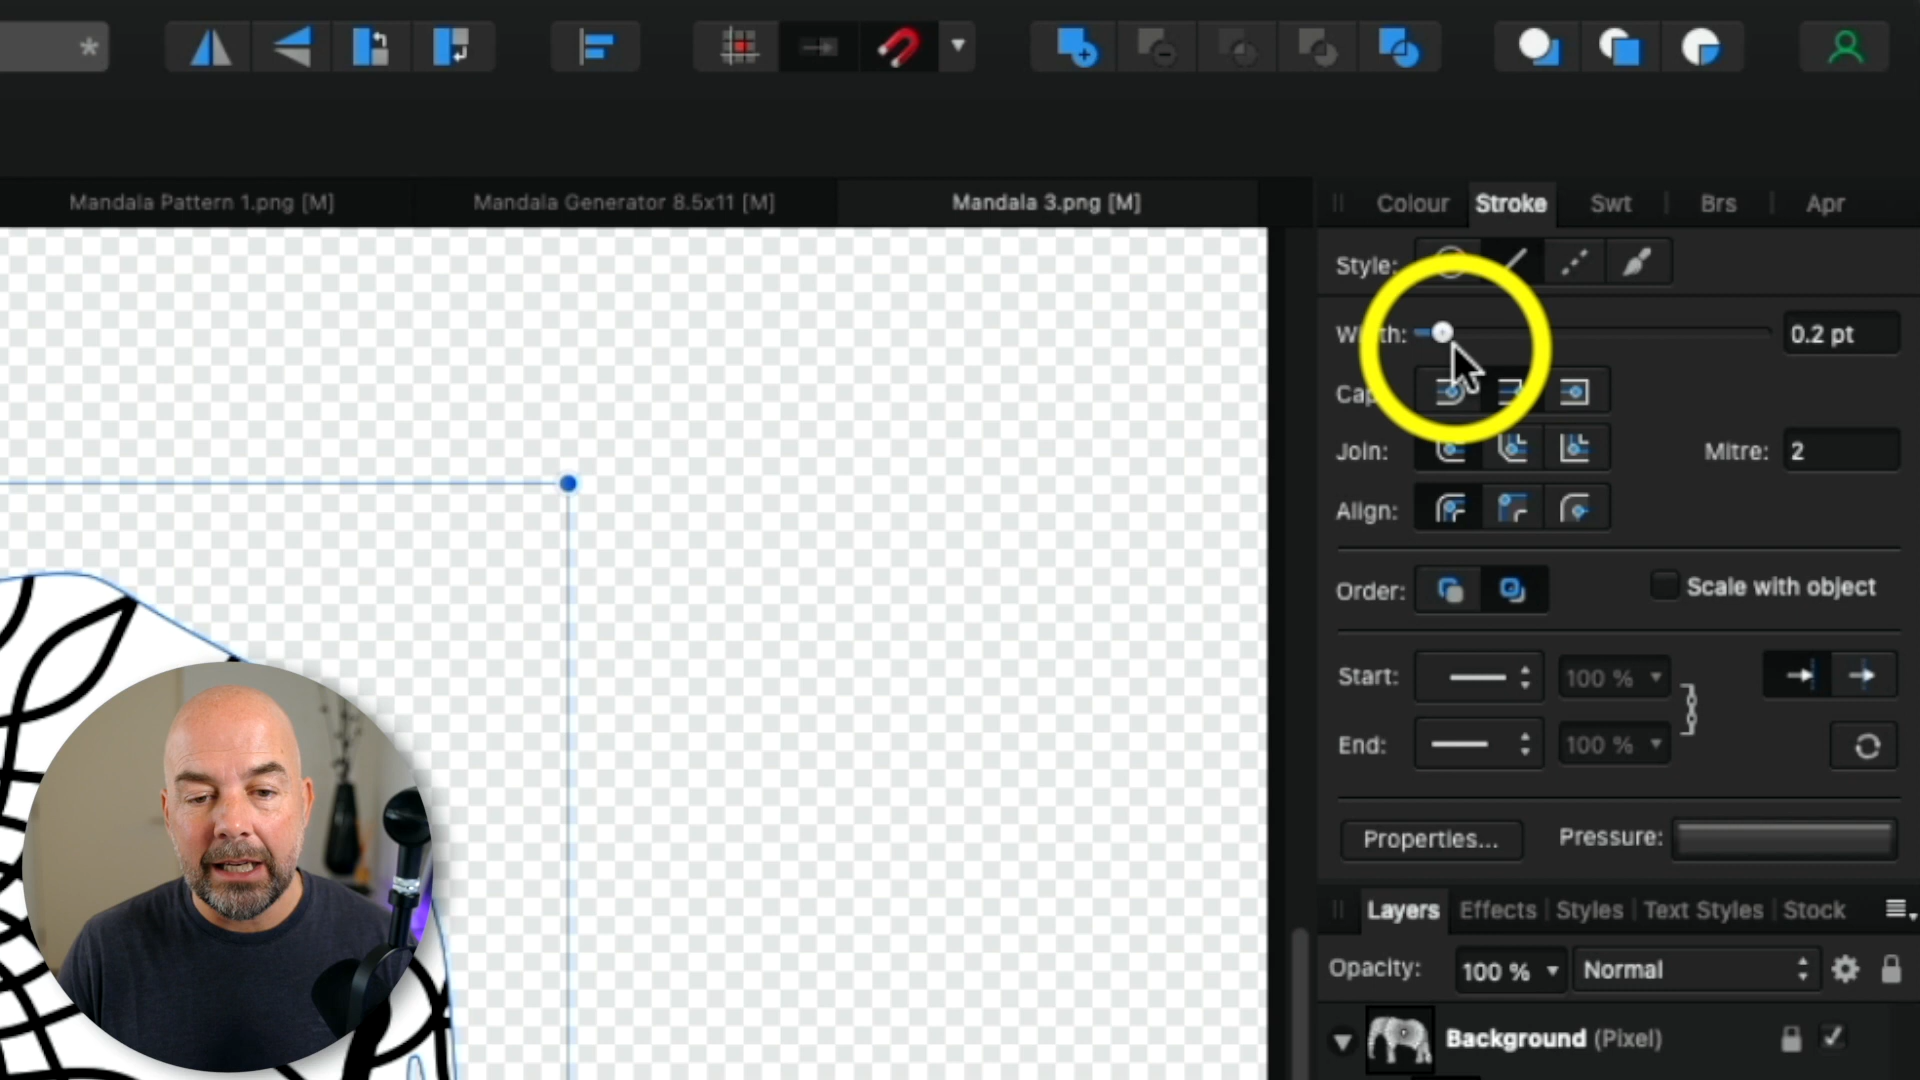 Mandala Pattern 1.png [M]
Mandala Generator 8.5x11 [M]
Mandala 3.png [M]
Colour Stroke Swt Brs Apr
Style:
Width: 0.2 pt
Cap
Join: Mitre: 2
Align:
Order: Scale with object
Start: 100 %
End: 100 %
Properties... Pressure:
Layers Effects Styles Text Styles Stock
Opacity: 100 % Normal
Background (Pixel)